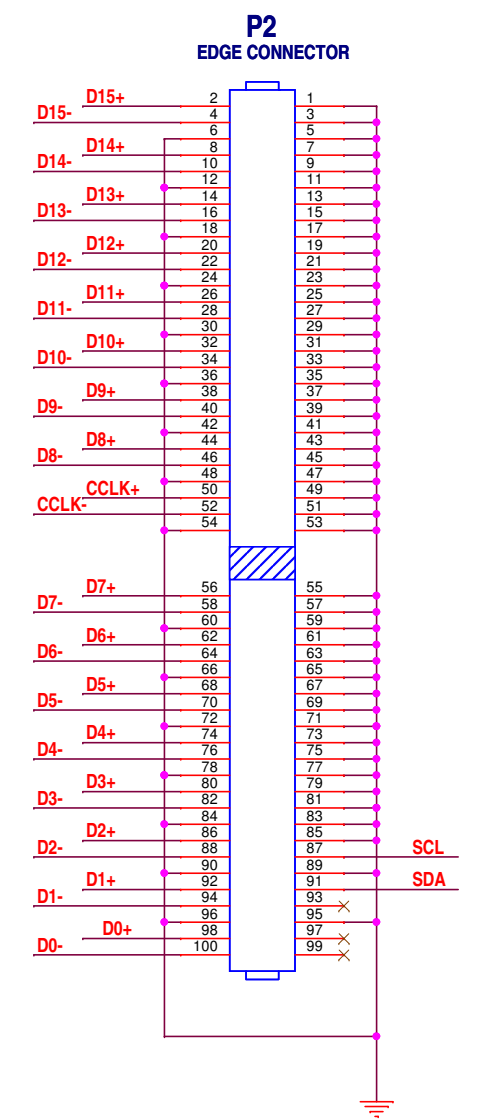 P2
EDGE CONNECTOR
D15+ 2 1
D15- 4 3
6 5
D14+ 8 7
D14- 10 9
12 11
D13+ 14 13
D13- 16 15
18 17
D12+ 20 19
D12- 22 21
24 23
D11+ 26 25
D11- 28 27
30 29
D10+ 32 31
D10- 34 33
36 35
D9+ 38 37
D9- 40 39
42 41
D8+ 44 43
D8- 46 45
48 47
CCLK+ 50 49
CCLK- 52 51
54 53
D7+ 56 55
D7- 58 57
60 59
D6+ 62 61
D6- 64 63
66 65
D5+ 68 67
D5- 70 69
72 71
D4+ 74 73
D4- 76 75
78 77
D3+ 80 79
D3- 82 81
84 83
D2+ 86 85
D2- 88 87 SCL
90 89
D1+ 92 91 SDA
D1- 94 93
96 95
D0+ 98 97
D0- 100 99